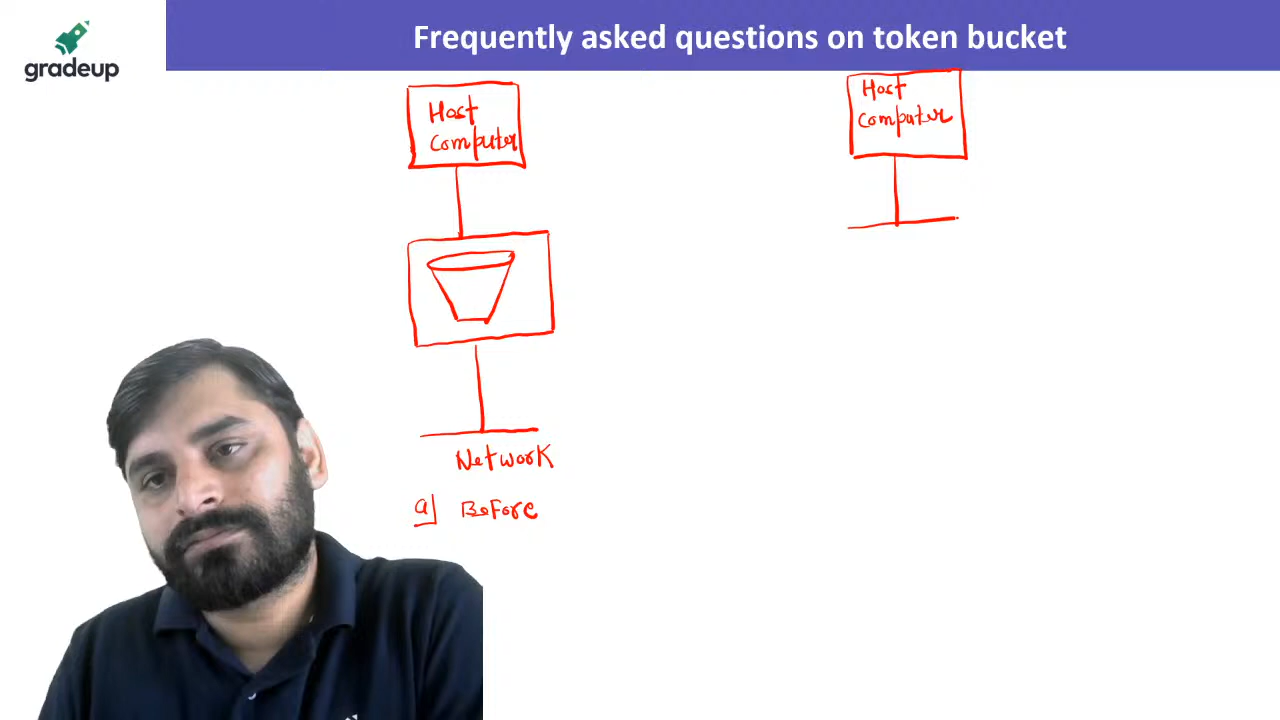 Frequently asked questions on token bucket
gradeup
Host
Computer
Host
Computer
Network
a] Before